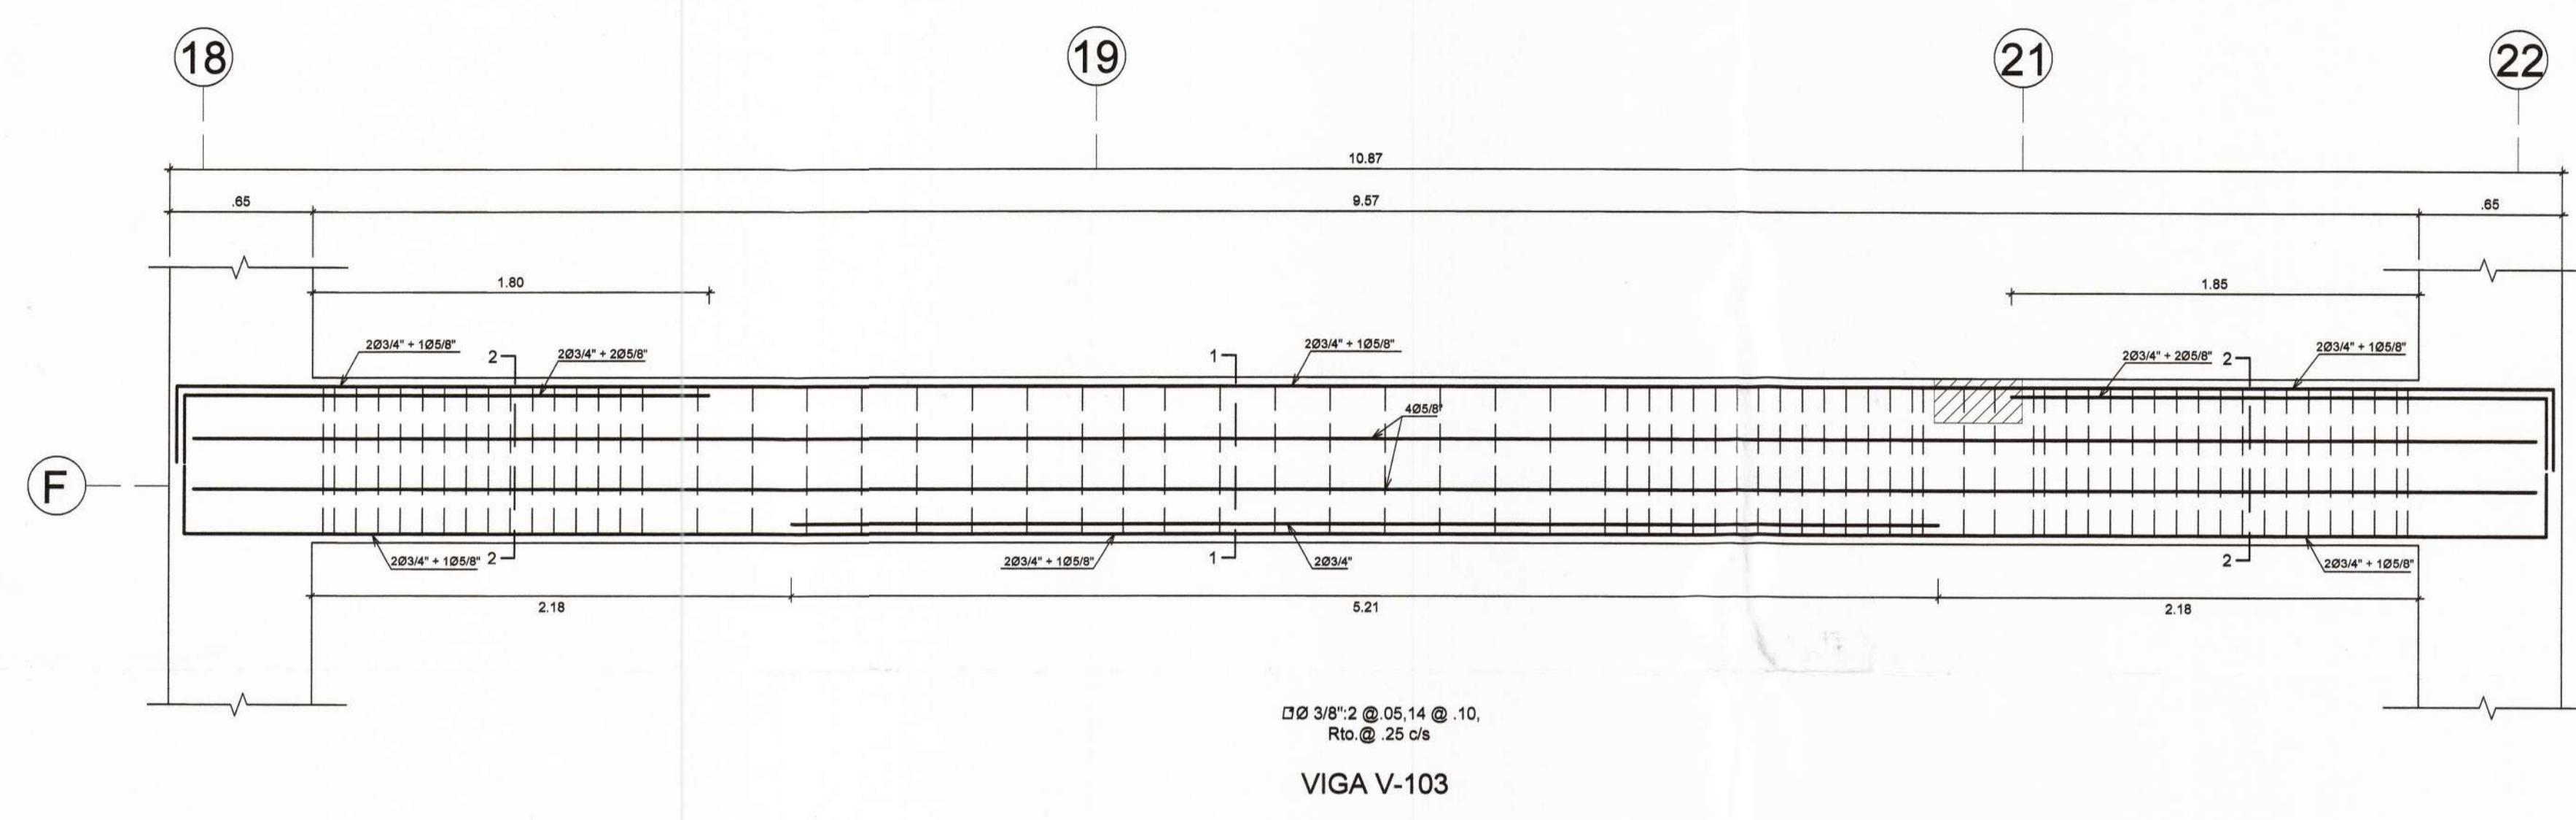 18
19
21
22
10.87
.65
9.57
.65
1.80
1.85
2Ø3/4" + 1Ø5/8"
2
2Ø3/4" + 2Ø5/8"
1
2Ø3/4" + 1Ø5/8"
2Ø3/4" + 2Ø5/8"
2
2Ø3/4" + 1Ø5/8"
4Ø5/8"
F
2Ø3/4" + 1Ø5/8"
2
2Ø3/4" + 1Ø5/8"
1
2Ø3/4"
2
2Ø3/4" + 1Ø5/8"
2.18
5.21
2.18
Ø 3/8":2 @.05,14 @ .10,
Rto.@ .25 c/s
VIGA V-103